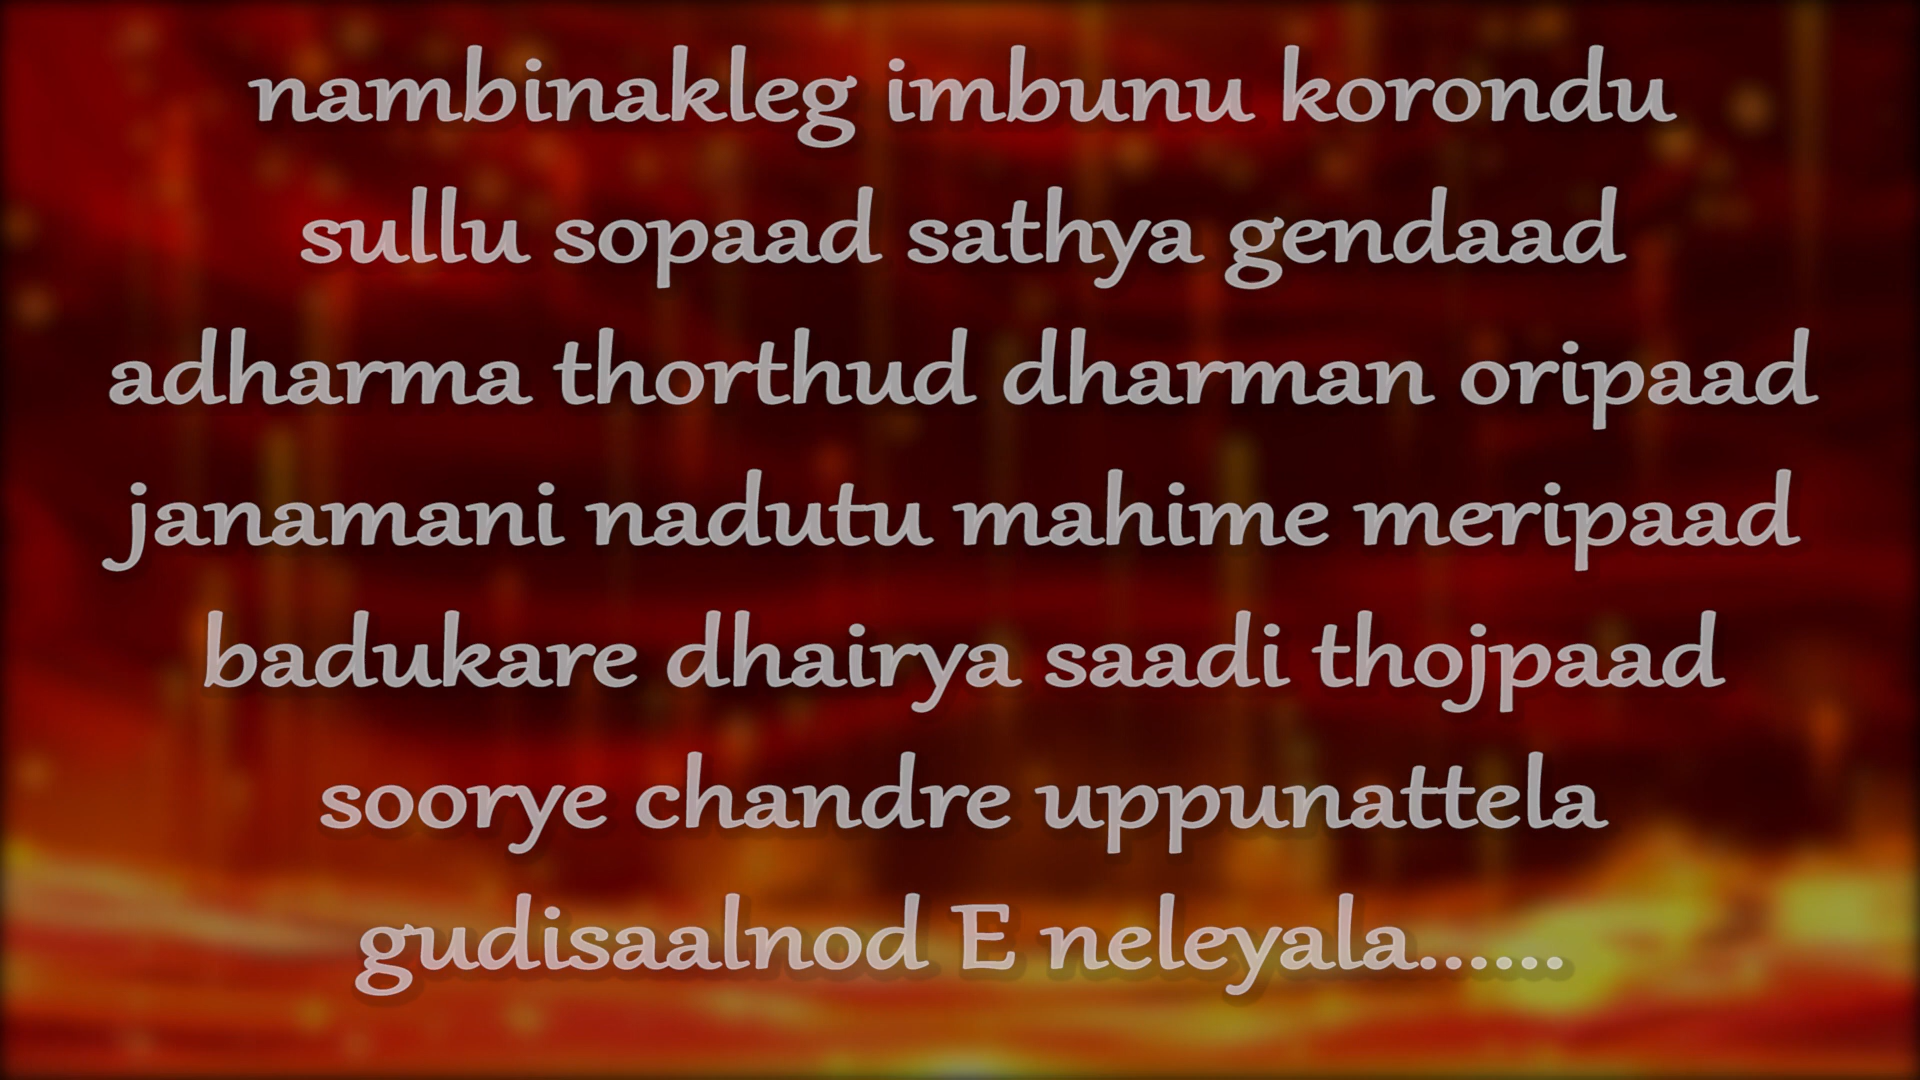 nambinakleg imbunu korondu
sullu sopaad sathya gendaad
adharma thorthud dharman oripaad
janamani nadutu mahime meripaad
badukare dhairya saadi thojpaad
soorye chandre uppunattela
gudisaalnod E neleyala......